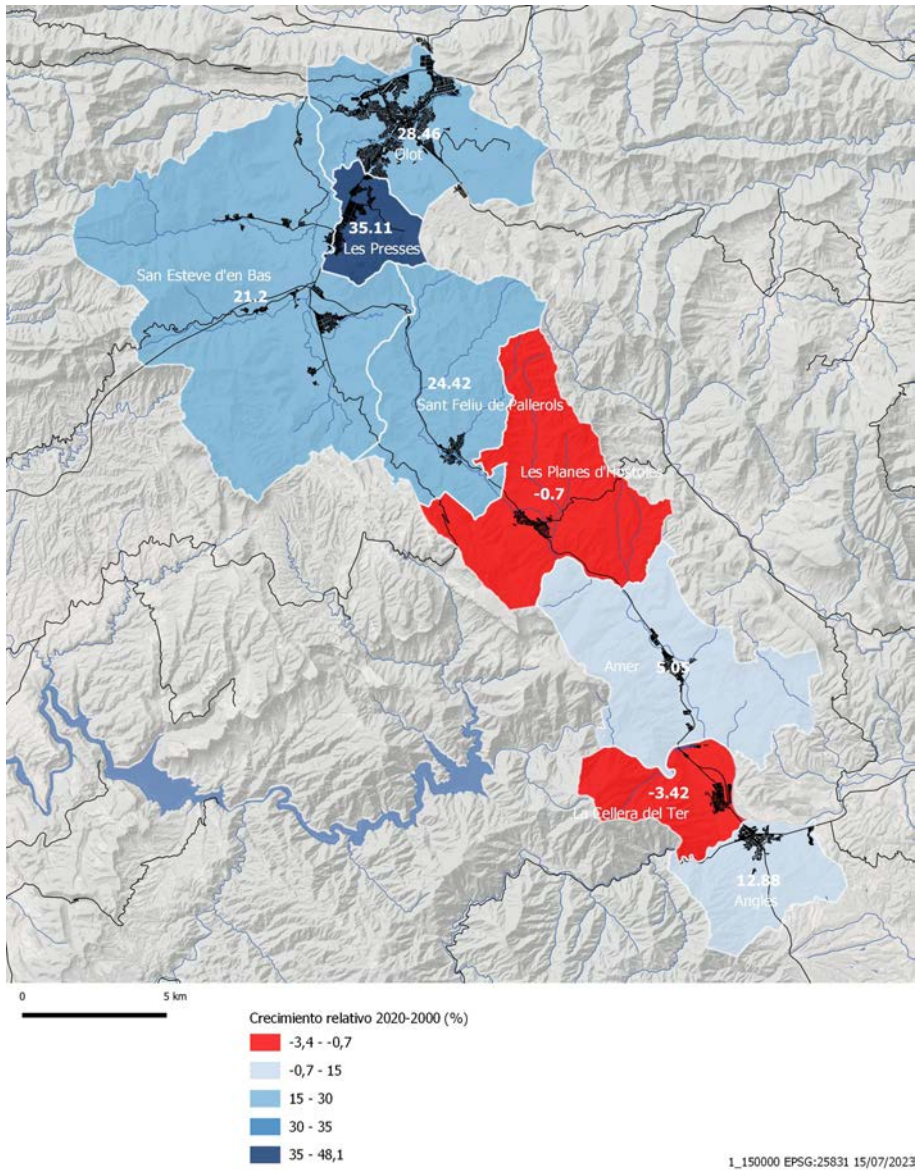 28.46
Olot
35.11
Les Presses
San Esteve d'en Bas
21.2
24.42
Sant Feliu de Pallerols
Les Planes d'Hostoles
-0.7
Amer 5.05
-3.42
La Cellera del Ter
12.88
Anglès
0 5 km
Crecimiento relativo 2020-2000 (%)
-3,4 - -0,7
-0,7 - 15
15 - 30
30 - 35
35 - 48,1
1_150000 EPSG:25831 15/07/2023